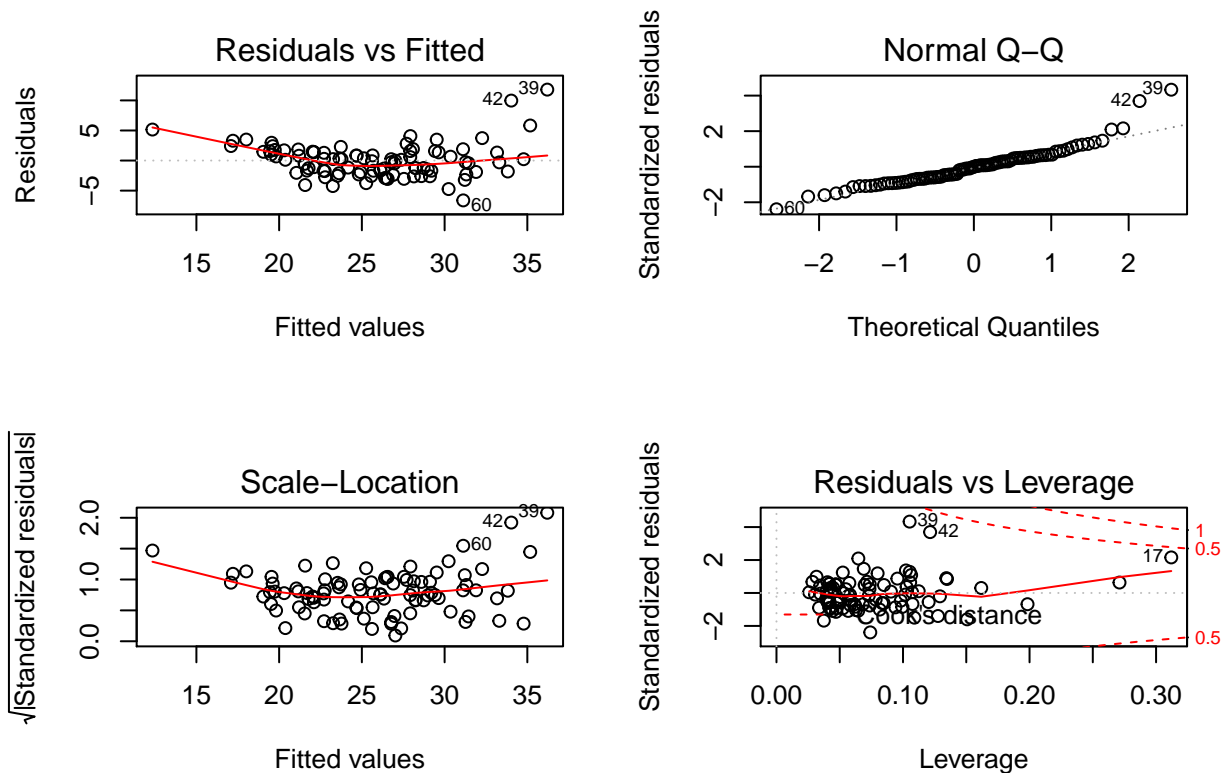 Residuals vs Fitted
Residuals
5
−5
42
39
60
15 20 25 30 35
Fitted values
Normal Q−Q
Standardized residuals
2
−2
42
39
60
−2 −1 0 1 2
Theoretical Quantiles
Scale−Location
√|Standardized residuals|
2.0
1.0
0.0
42
39
60
15 20 25 30 35
Fitted values
Residuals vs Leverage
Standardized residuals
2
−2
39
42
17
1
0.5
0.5
Cook's distance
0.00 0.10 0.20 0.30
Leverage